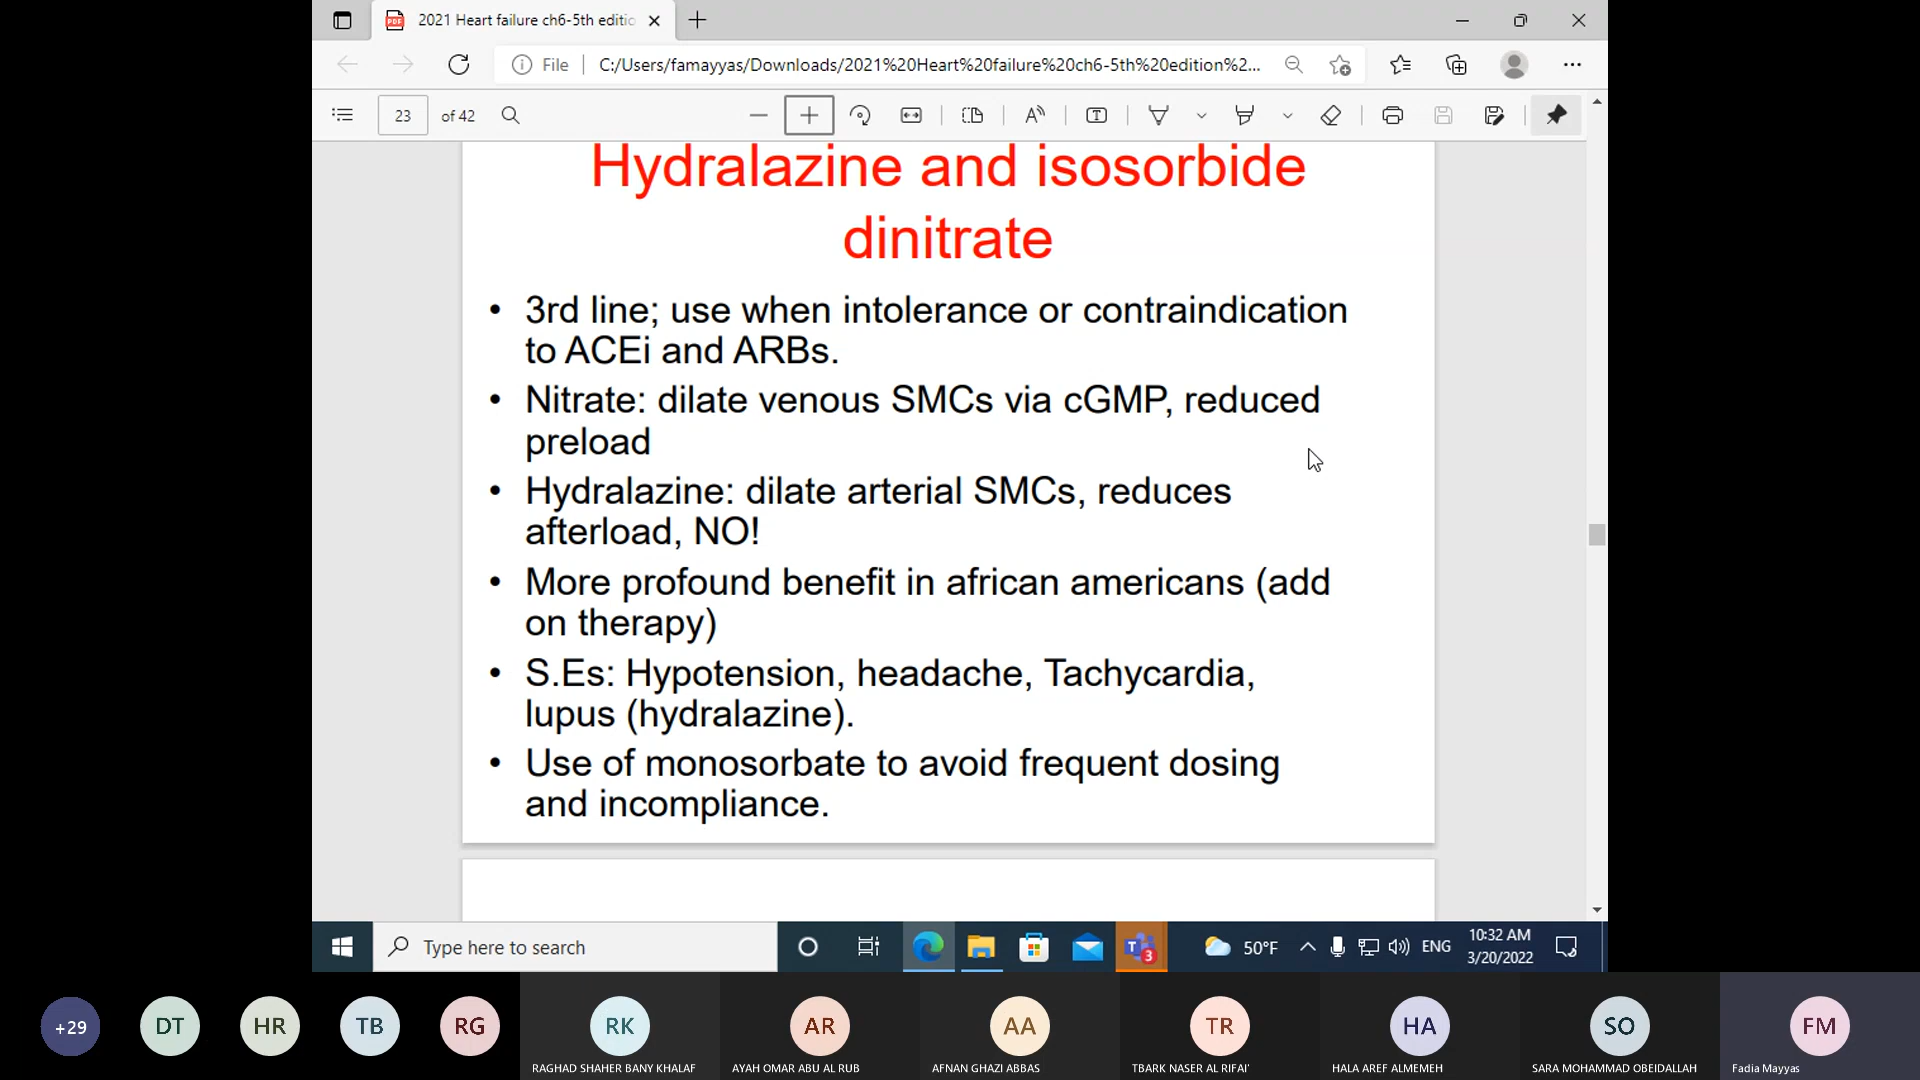 2021 Heart failure ch6-5th editio
File
C:/Users/famayyas/Downloads/2021%20Heart%20failure%20ch6-5th%20edition%2...
23 of 42
Hydralazine and isosorbide
dinitrate
• 3rd line; use when intolerance or contraindication
to ACEi and ARBs.
• Nitrate: dilate venous SMCs via cGMP, reduced
preload
• Hydralazine: dilate arterial SMCs, reduces
afterload, NO!
• More profound benefit in african americans (add
on therapy)
• S.Es: Hypotension, headache, Tachycardia,
lupus (hydralazine).
• Use of monosorbate to avoid frequent dosing
and incompliance.
Type here to search
3
50°F
ENG
10:32 AM
3/20/2022
+29
DT
HR
TB
RG
RK
AR
AA
TR
HA
SO
FM
RAGHAD SHAHER BANY KHALAF
AYAH OMAR ABU AL RUB
AFNAN GHAZI ABBAS
TBARK NASER AL RIFAI'
HALA AREF ALMEMEH
SARA MOHAMMAD OBEIDALLAH
Fadia Mayyas